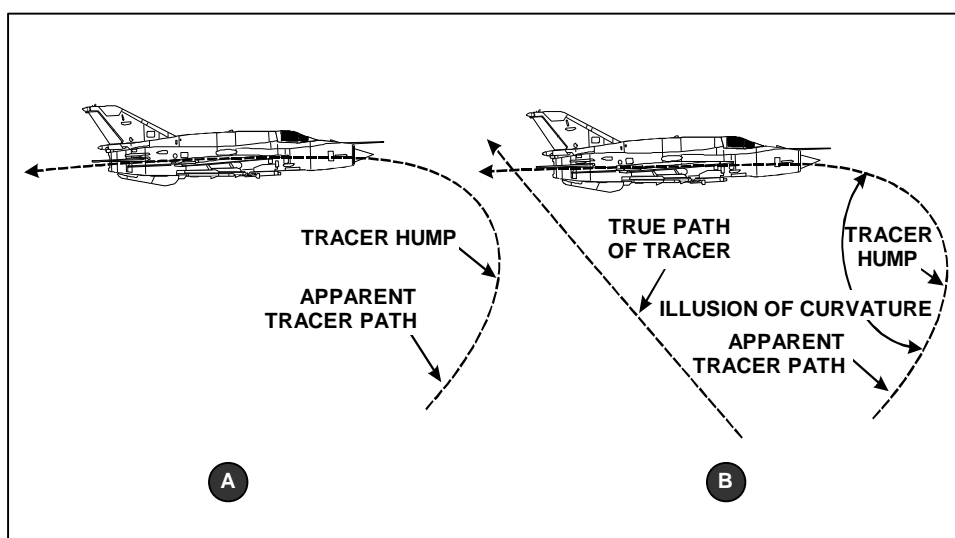 TRACER HUMP
APPARENT
TRACER PATH
A
TRUE PATH
OF TRACER
TRACER
HUMP
ILLUSION OF CURVATURE
APPARENT
TRACER PATH
B